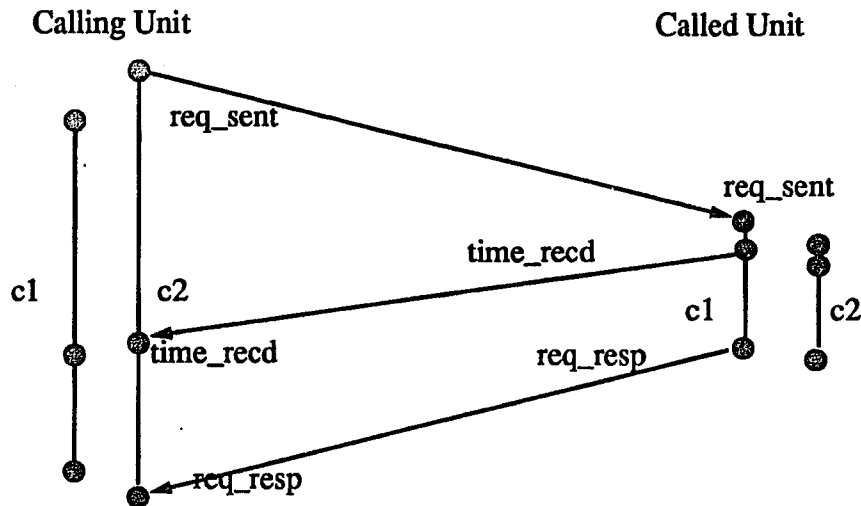 Calling Unit
Called Unit
req_sent
req_sent
time_recd
c1
c2
c1
c2
time_recd
req_resp
req_resp